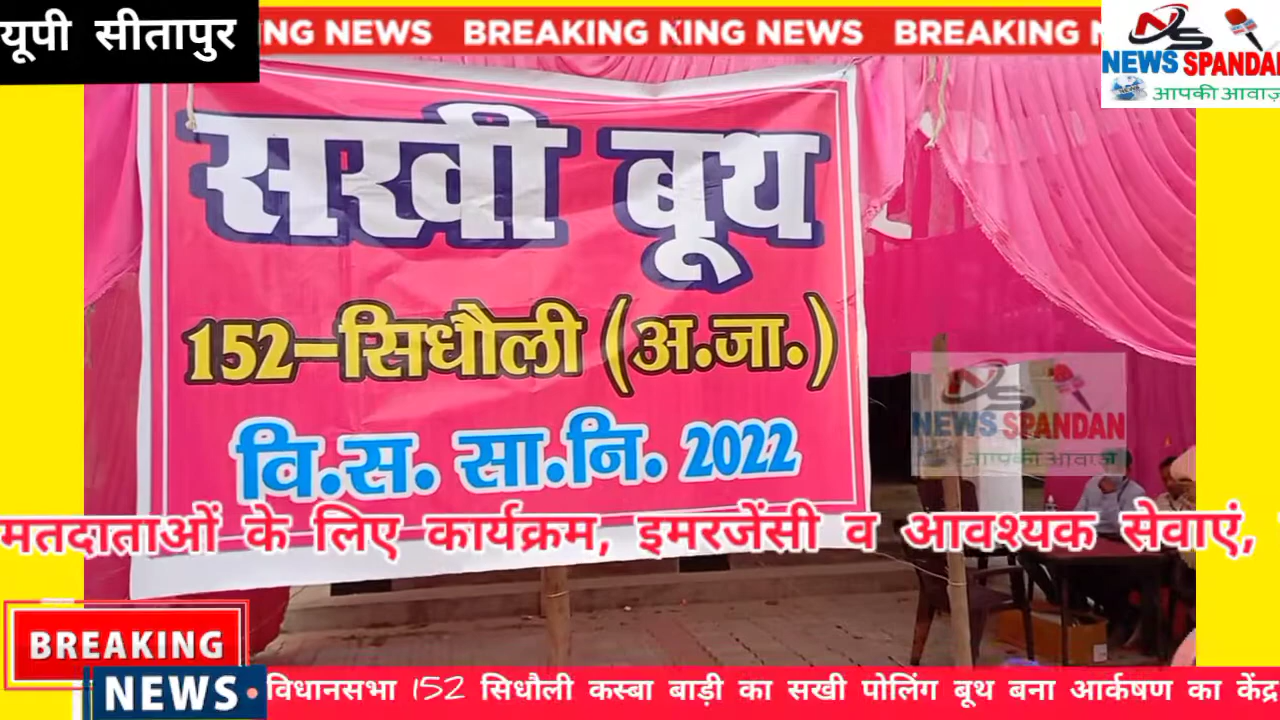 यूपी सीतापुर
NG NEWS BREAKING NING NEWS BREAKING N
NEWS SPANDAN
आपकी आवाज़
सखी बूथ
152-सिधौली (अ.जा.)
वि.स. सा.नि. 2022
NEWS SPANDAN
आपकी आवाज़
मतदाताओं के लिए कार्यक्रम, इमरजेंसी व आवश्यक सेवाएं,
BREAKING
NEWS
विधानसभा 152 सिधौली कस्बा बाड़ी का सखी पोलिंग बूथ बना आर्कषण का केंद्र